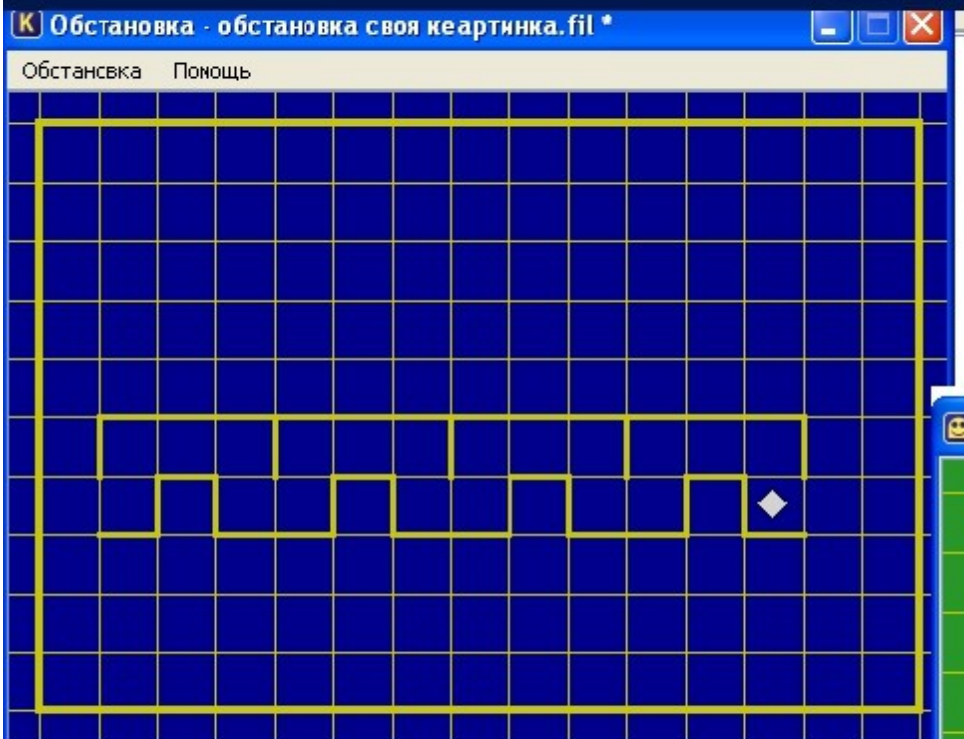 К Обстановка - обстановка своя кеартинка.fil *
Обстансвка Помощь